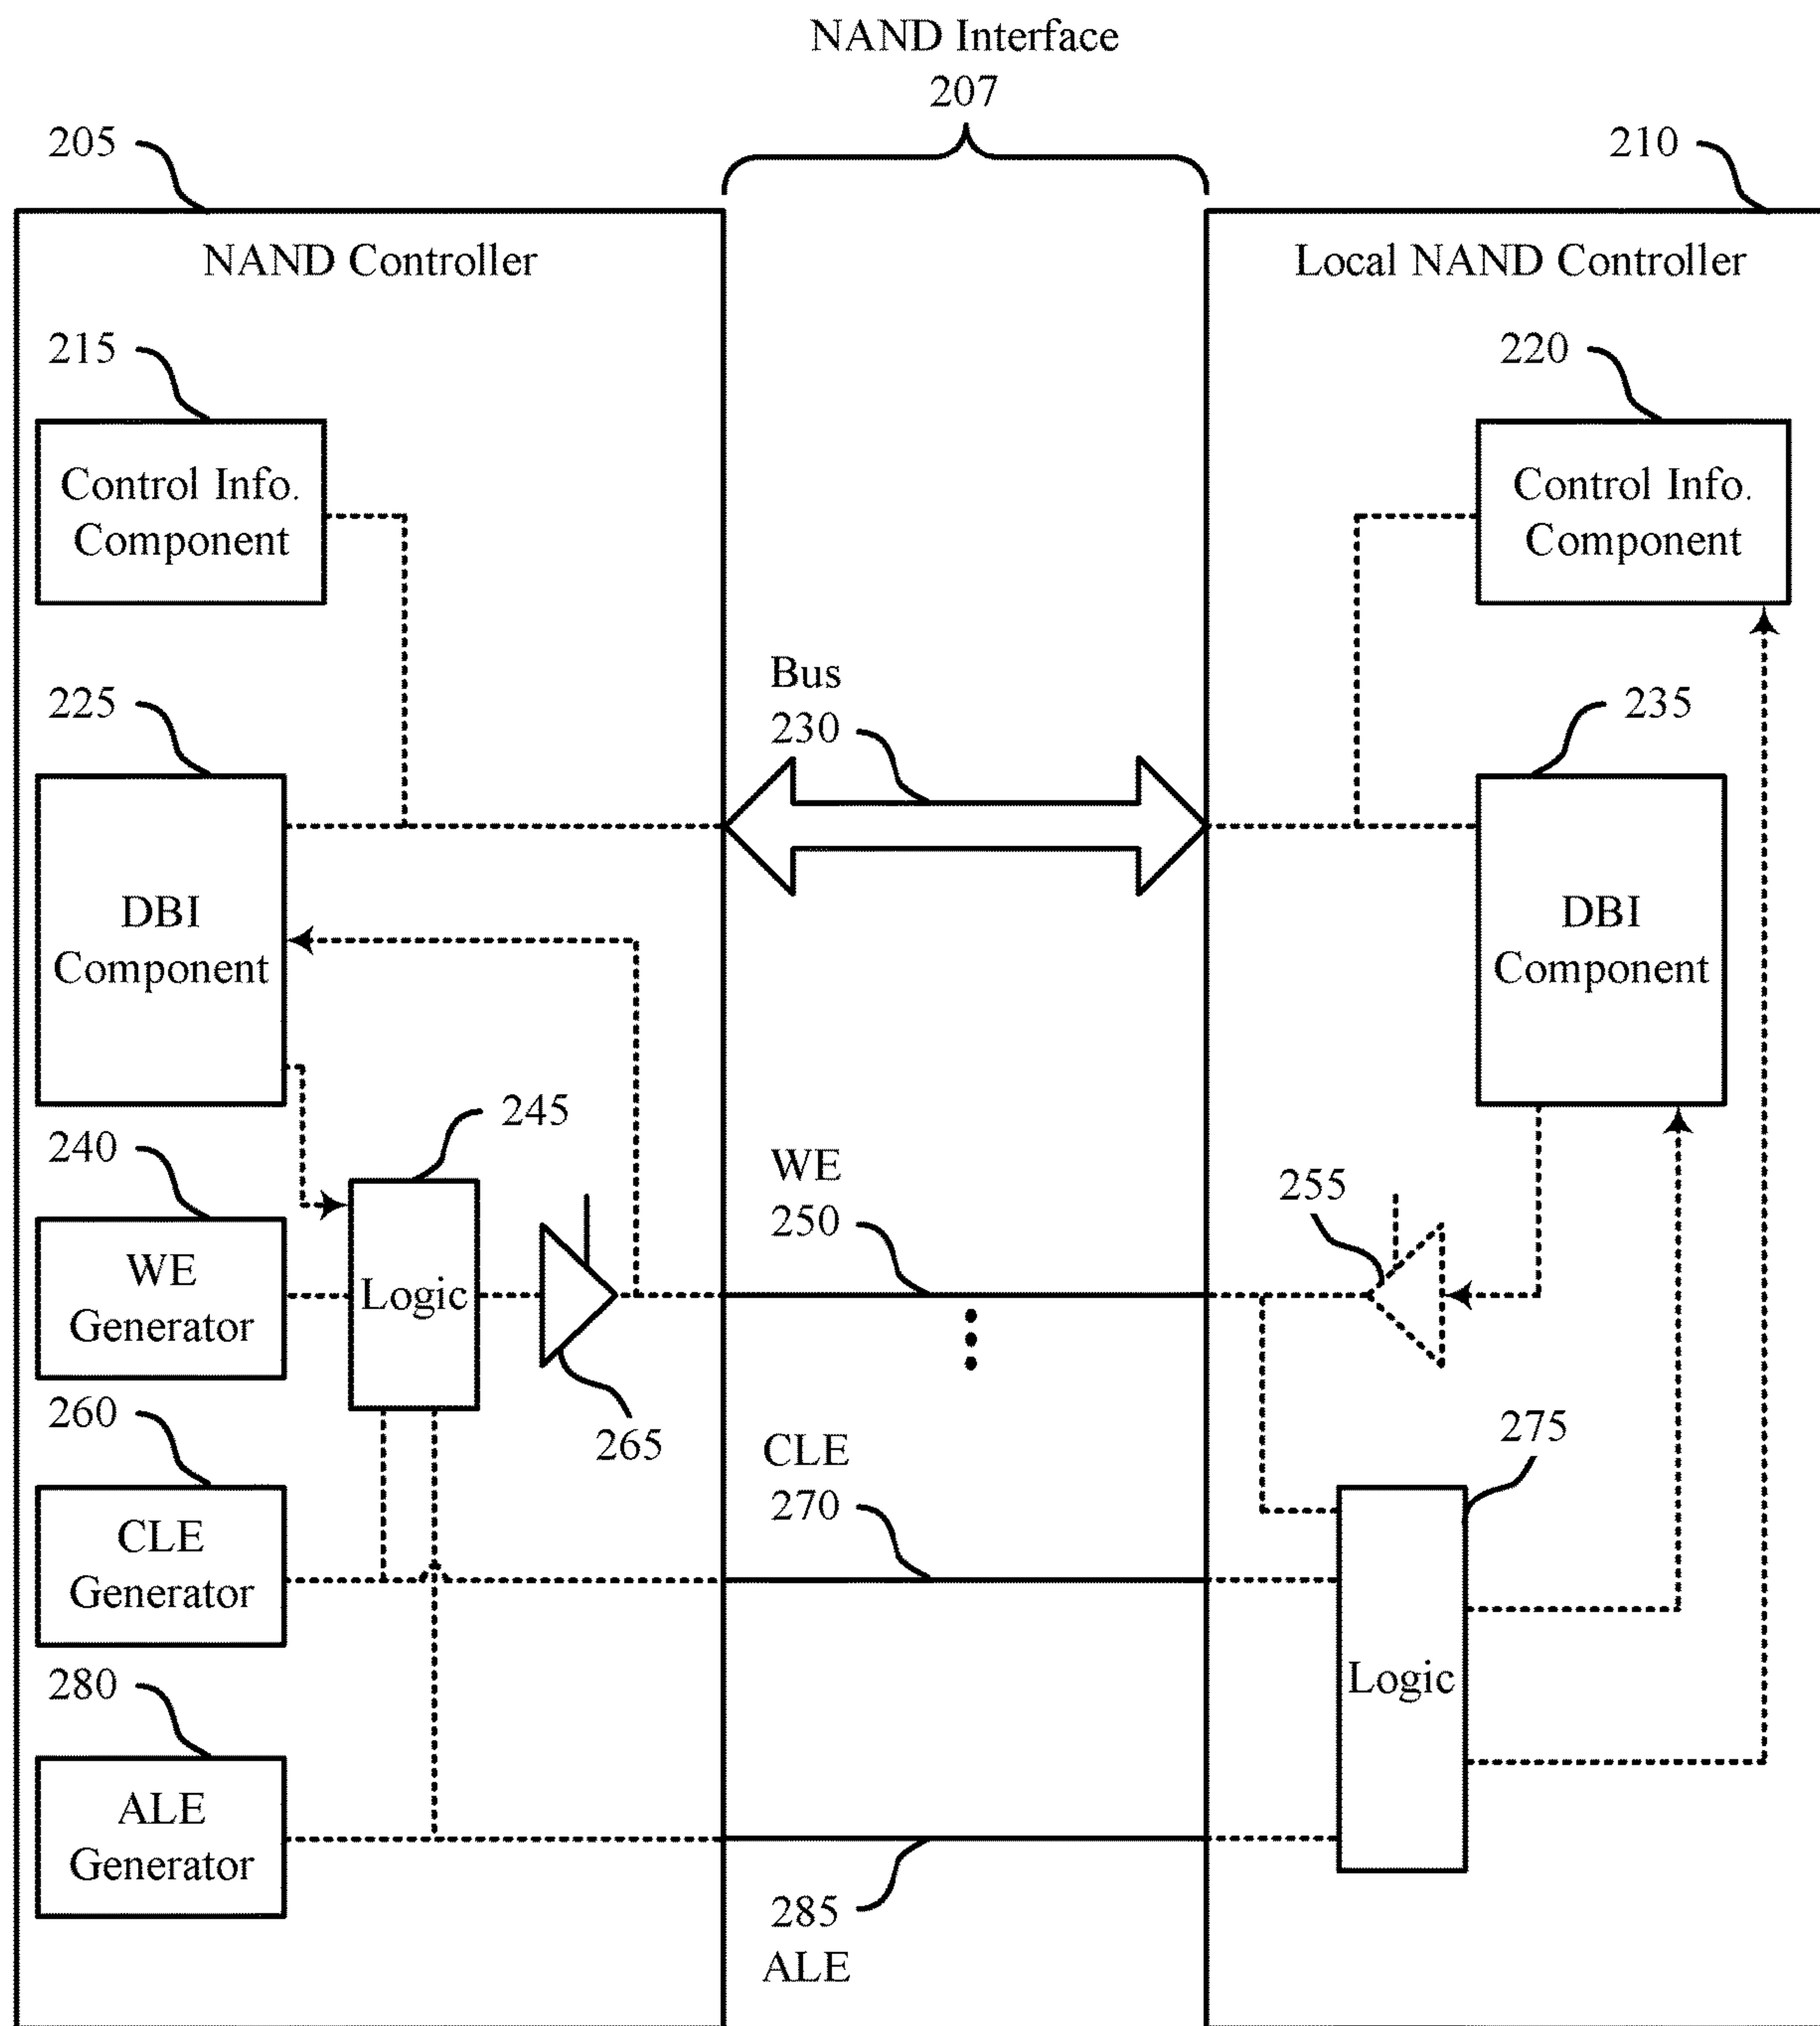 NAND Interface
207
205
210
NAND Controller
Local NAND Controller
215
220
Control Info.
Component
Control Info.
Component
Bus
230
225
235
DBI
Component
DBI
Component
240
245
WE
250
255
WE
Generator
Logic
265
260
CLE
270
275
CLE
Generator
Logic
280
ALE
Generator
285
ALE